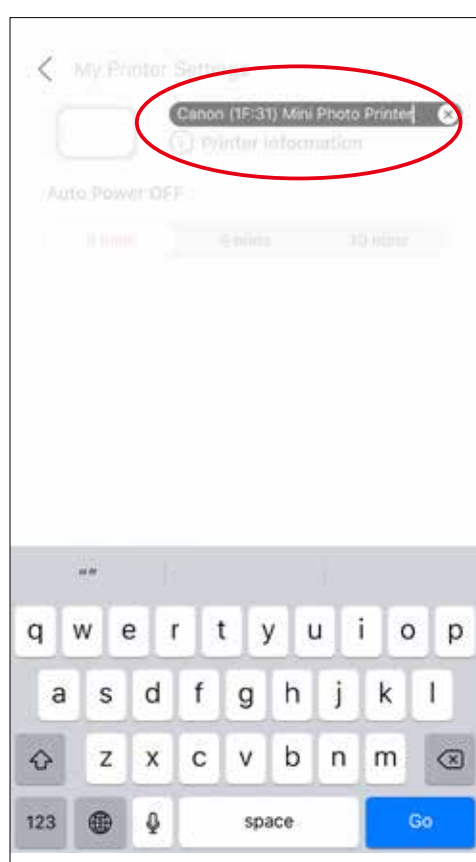 My Printer Settings
Canon (1F:31) Mini Photo Printer
Printer Information
Auto Power OFF :
3 mins 5 mins 10 mins
“”
q w e r t y u i o p
a s d f g h j k l
z x c v b n m
123 space Go